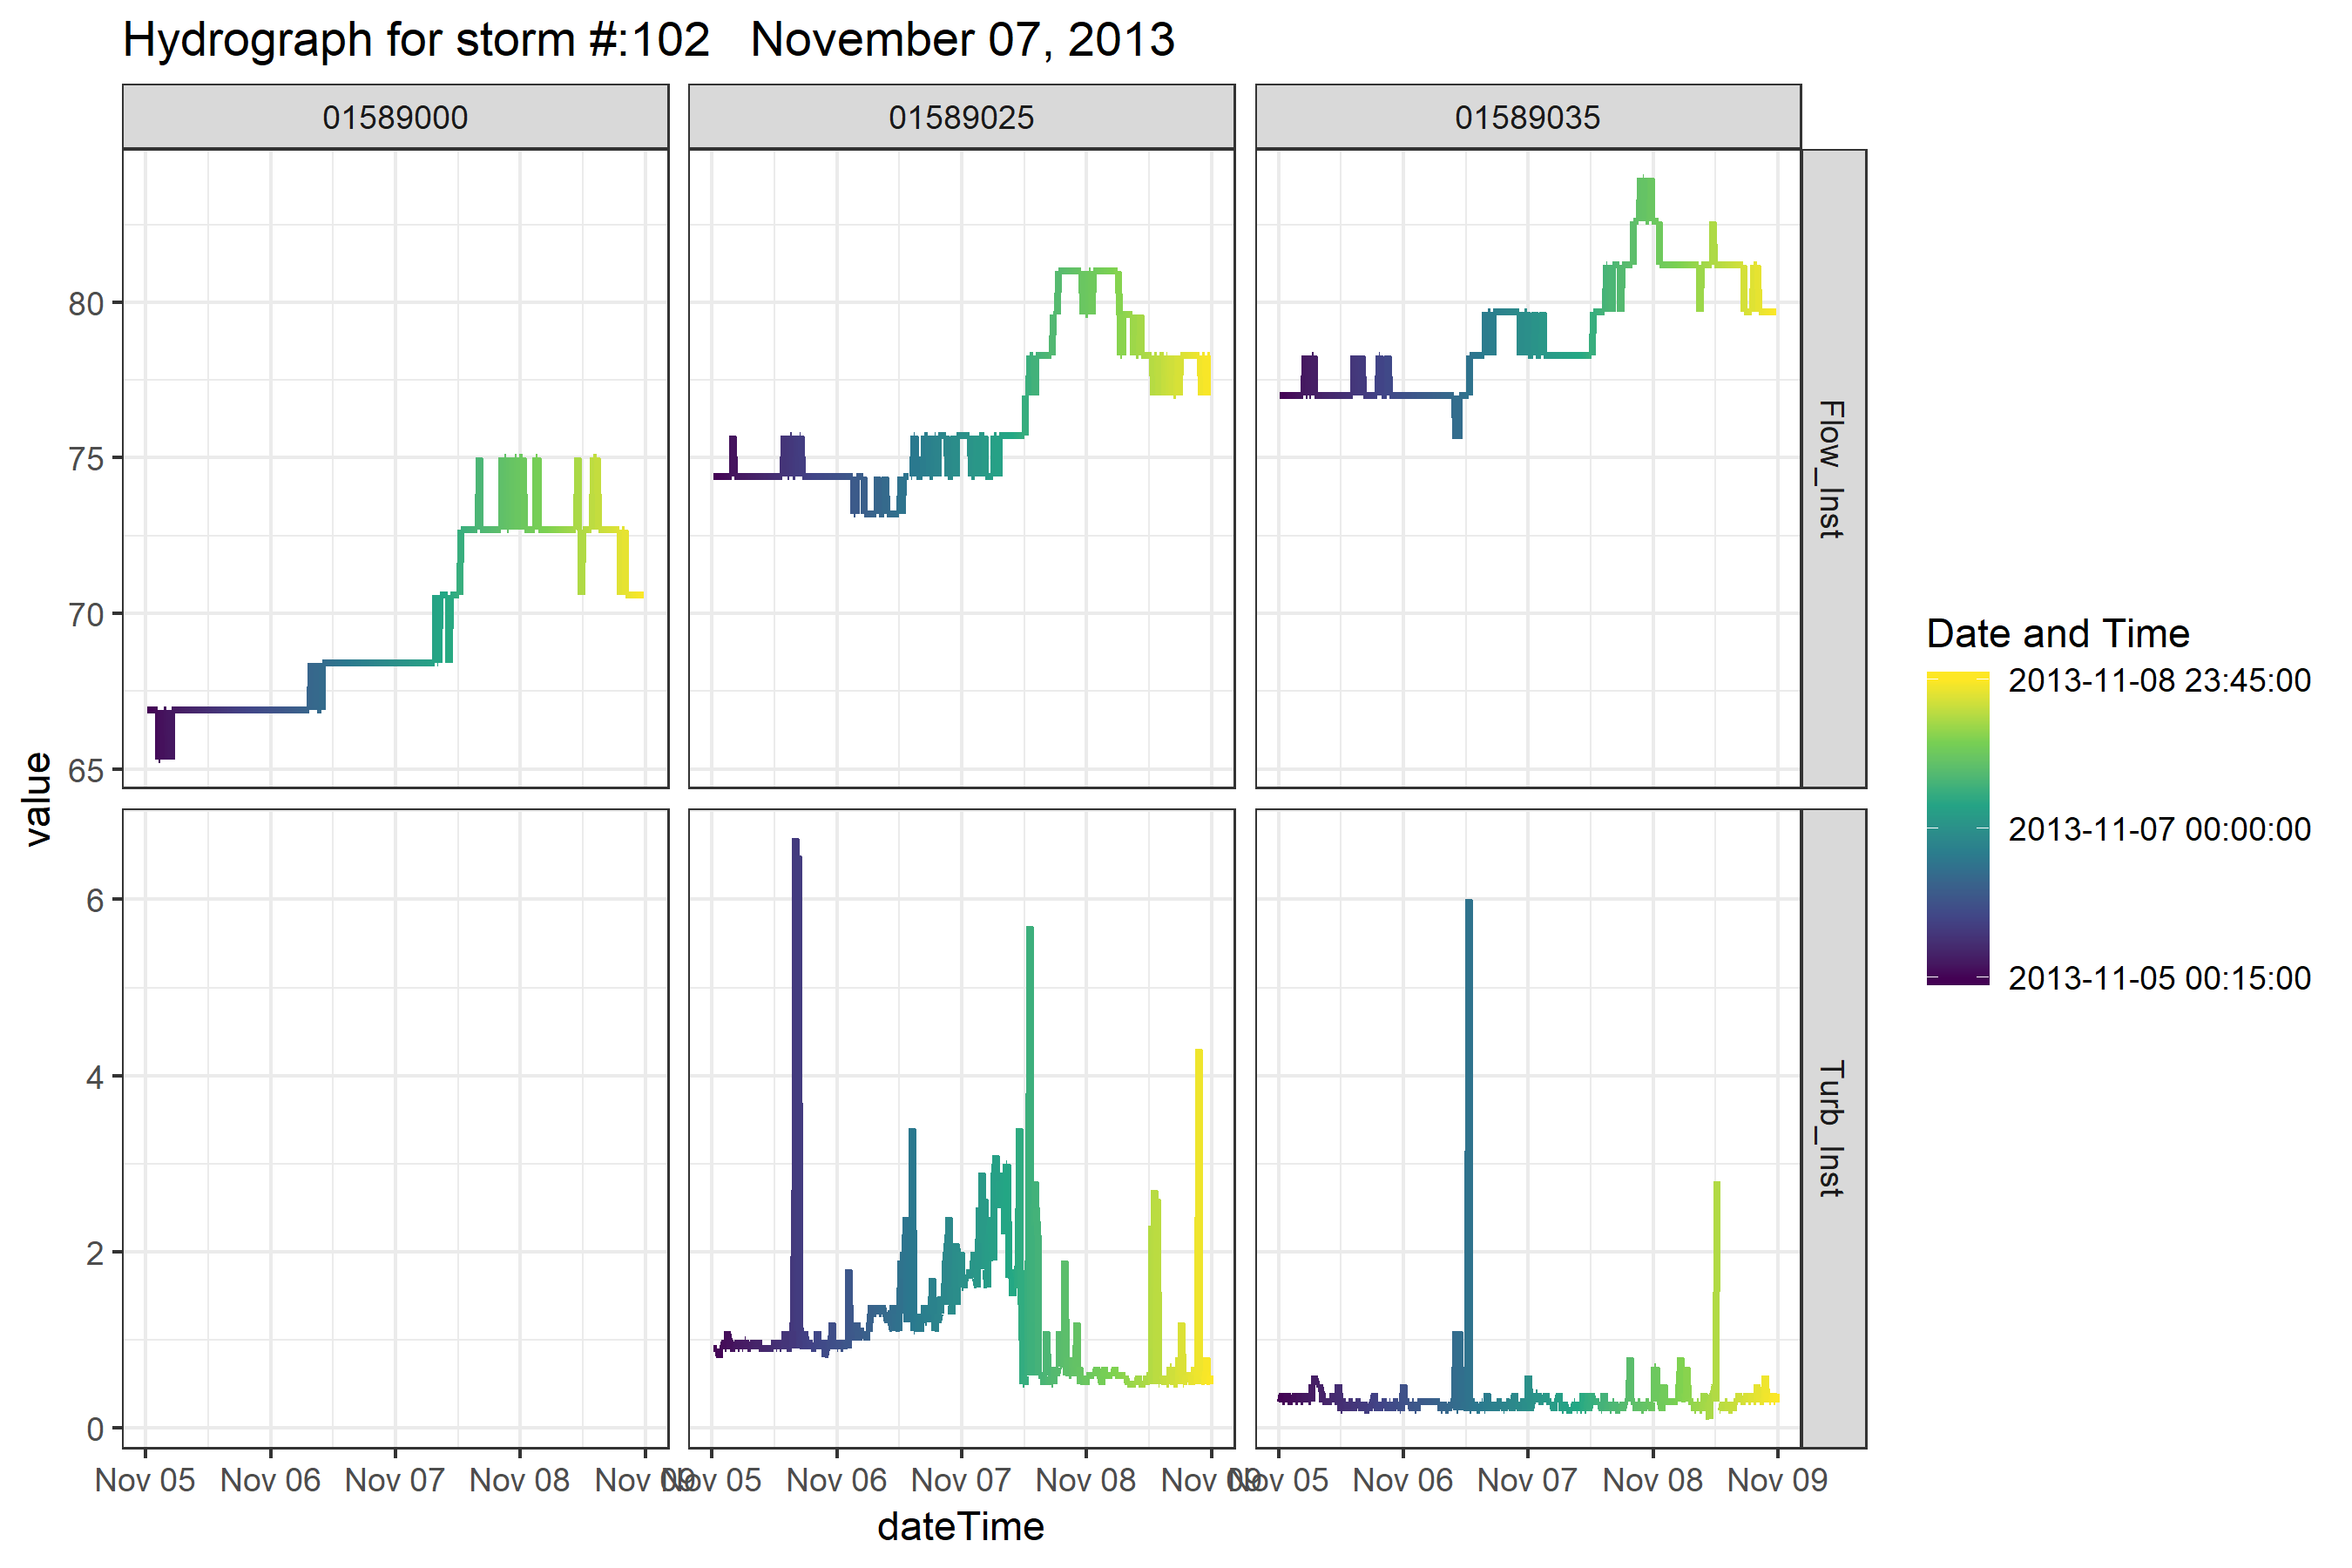 Hydrograph for storm #:102   November 07, 2013
01589000
01589025
01589035
80
75
70
65
Flow_Inst
value
6
4
2
0
Turb_Inst
Nov 05 Nov 06 Nov 07 Nov 08 Nov 09
Nov 05 Nov 06 Nov 07 Nov 08 Nov 09
Nov 05 Nov 06 Nov 07 Nov 08 Nov 09
dateTime
Date and Time
2013-11-08 23:45:00
2013-11-07 00:00:00
2013-11-05 00:15:00